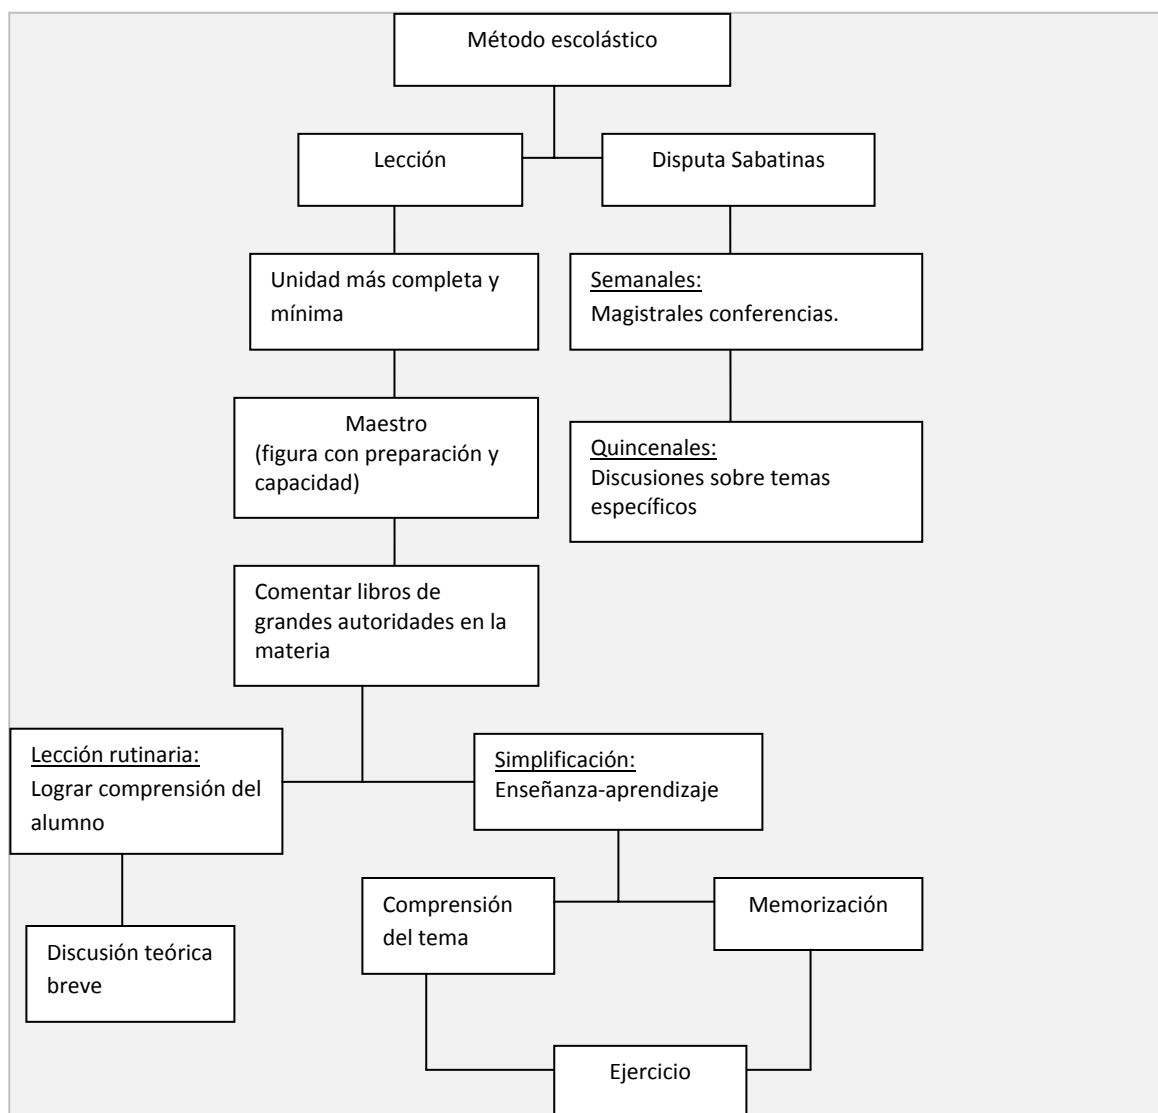 Método escolástico
Lección
Disputa Sabatinas
Unidad más completa y
mínima
Semanales:
Magistrales conferencias.
Maestro
(figura con preparación y
capacidad)
Quincenales:
Discusiones sobre temas
específicos
Comentar libros de
grandes autoridades en la
materia
Lección rutinaria:
Lograr comprensión del
alumno
Simplificación:
Enseñanza-aprendizaje
Discusión teórica
breve
Comprensión
del tema
Memorización
Ejercicio